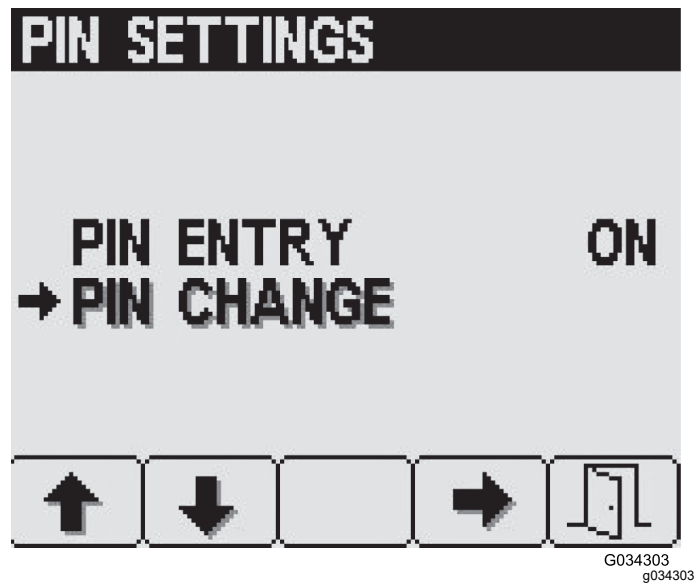 PIN SETTINGS
PIN ENTRY ON
PIN CHANGE
G034303
g034303